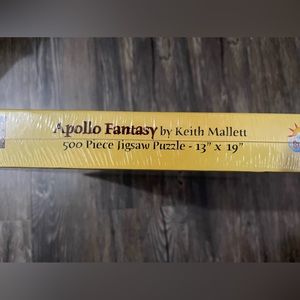 Apollo Fantasy by Keith Mallett
500 Piece Jigsaw Puzzle - 13" x 19"